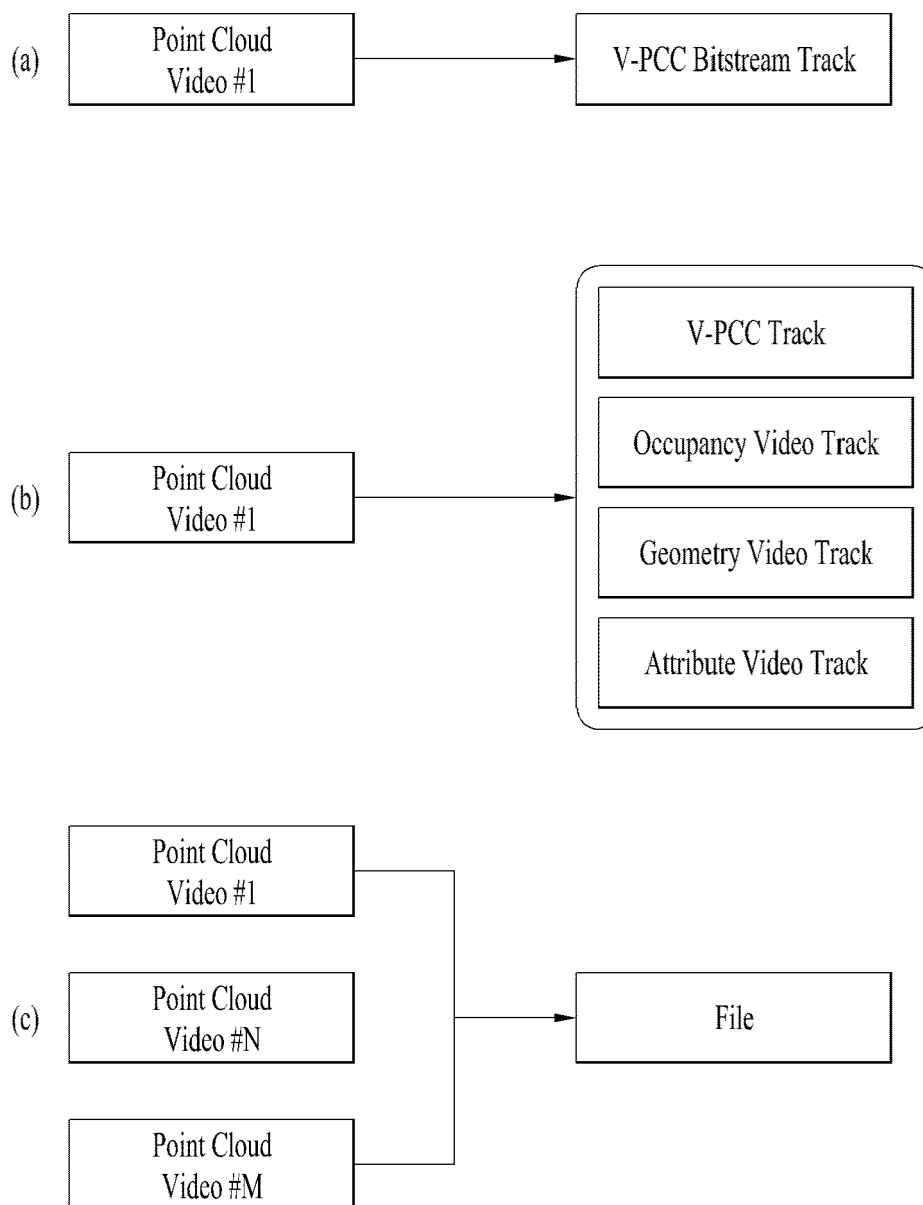 (a)
Point Cloud
Video #1
V-PCC Bitstream Track
(b)
Point Cloud
Video #1
V-PCC Track
Occupancy Video Track
Geometry Video Track
Attribute Video Track
(c)
Point Cloud
Video #1
Point Cloud
Video #N
Point Cloud
Video #M
File